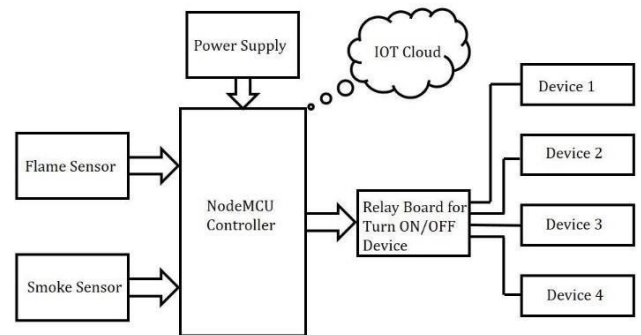 Power Supply
IOT Cloud
Device 1
Flame Sensor
Device 2
NodeMCU
Controller
Relay Board for
Turn ON/OFF
Device
Device 3
Smoke Sensor
Device 4